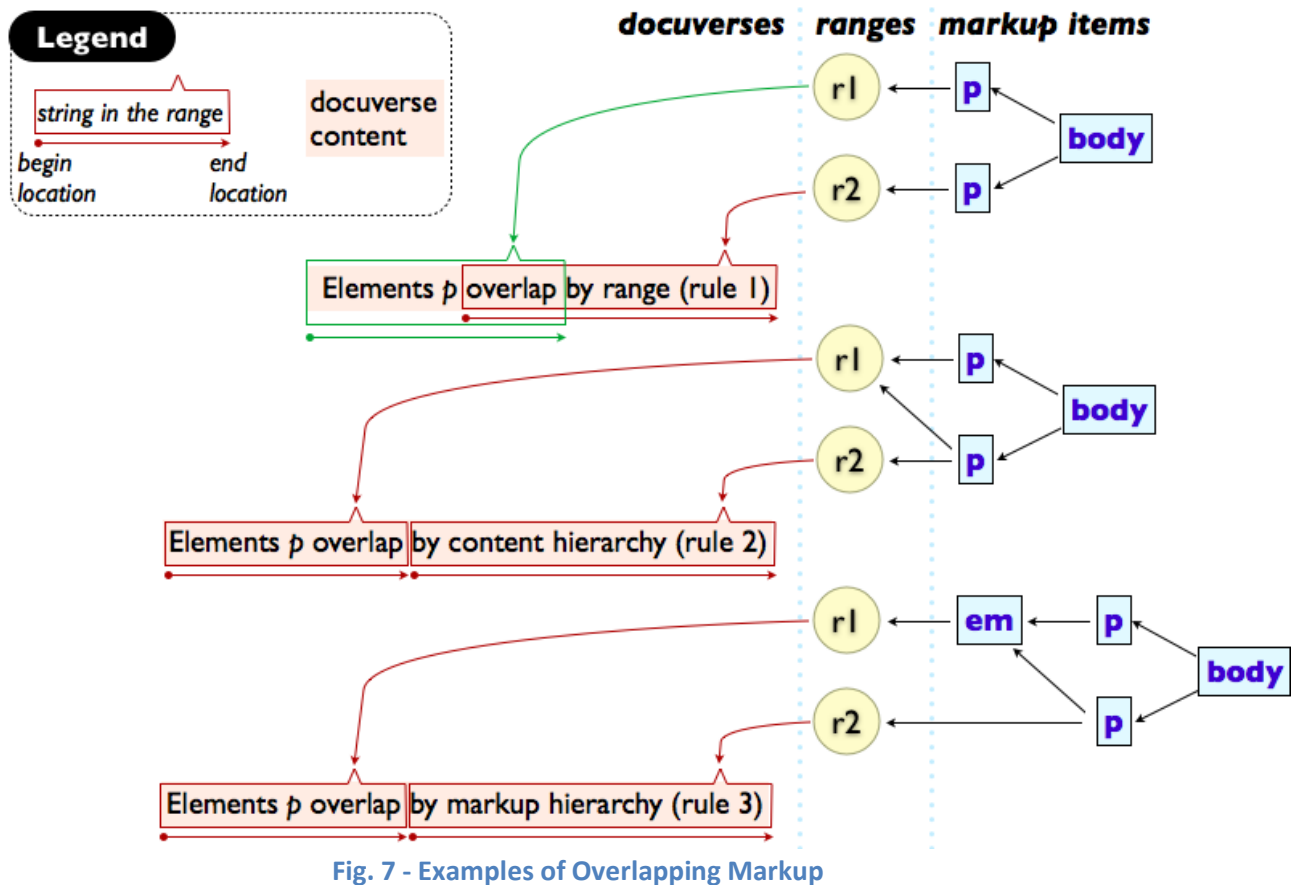 Legend
string in the range
begin location
end location
docuverse content
docuverses ranges markup items
r1
p
body
r2
p
Elements p overlap by range (rule 1)
r1
p
body
r2
p
Elements p overlap by content hierarchy (rule 2)
r1
em
p
body
r2
p
Elements p overlap by markup hierarchy (rule 3)
Fig. 7 - Examples of Overlapping Markup